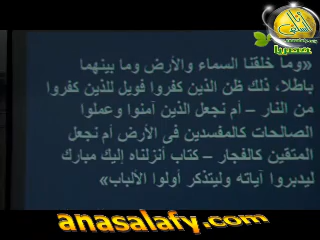 «وما خلقنا السماء والأرض وما بينهما
باطلا، ذلك ظن الذين كفروا فويل للذين كفروا
من النار – أم نجعل الذين آمنوا وعملوا
الصالحات كالمفسدين فى الأرض أم نجعل
المتقين كالفجار – كتاب أنزلناه إليك مبارك
ليدبروا آياته وليتذكر أولوا الألباب»
anasalafy.com